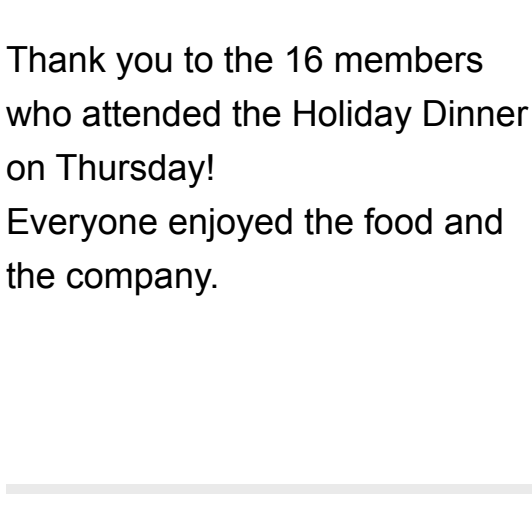 Thank you to the 16 members
who attended the Holiday Dinner
on Thursday!
Everyone enjoyed the food and
the company.